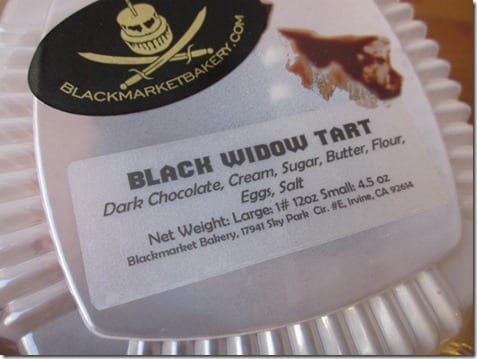 BLACKMARKETBAKERY.COM
BLACK WIDOW TART
Dark Chocolate, Cream, Sugar, Butter, Flour,
Eggs, Salt
Net Weight: Large: 1# 12oz Small: 4.5 oz
Blackmarket Bakery, 17941 Sky Park Cir. #E, Irvine, CA 92614